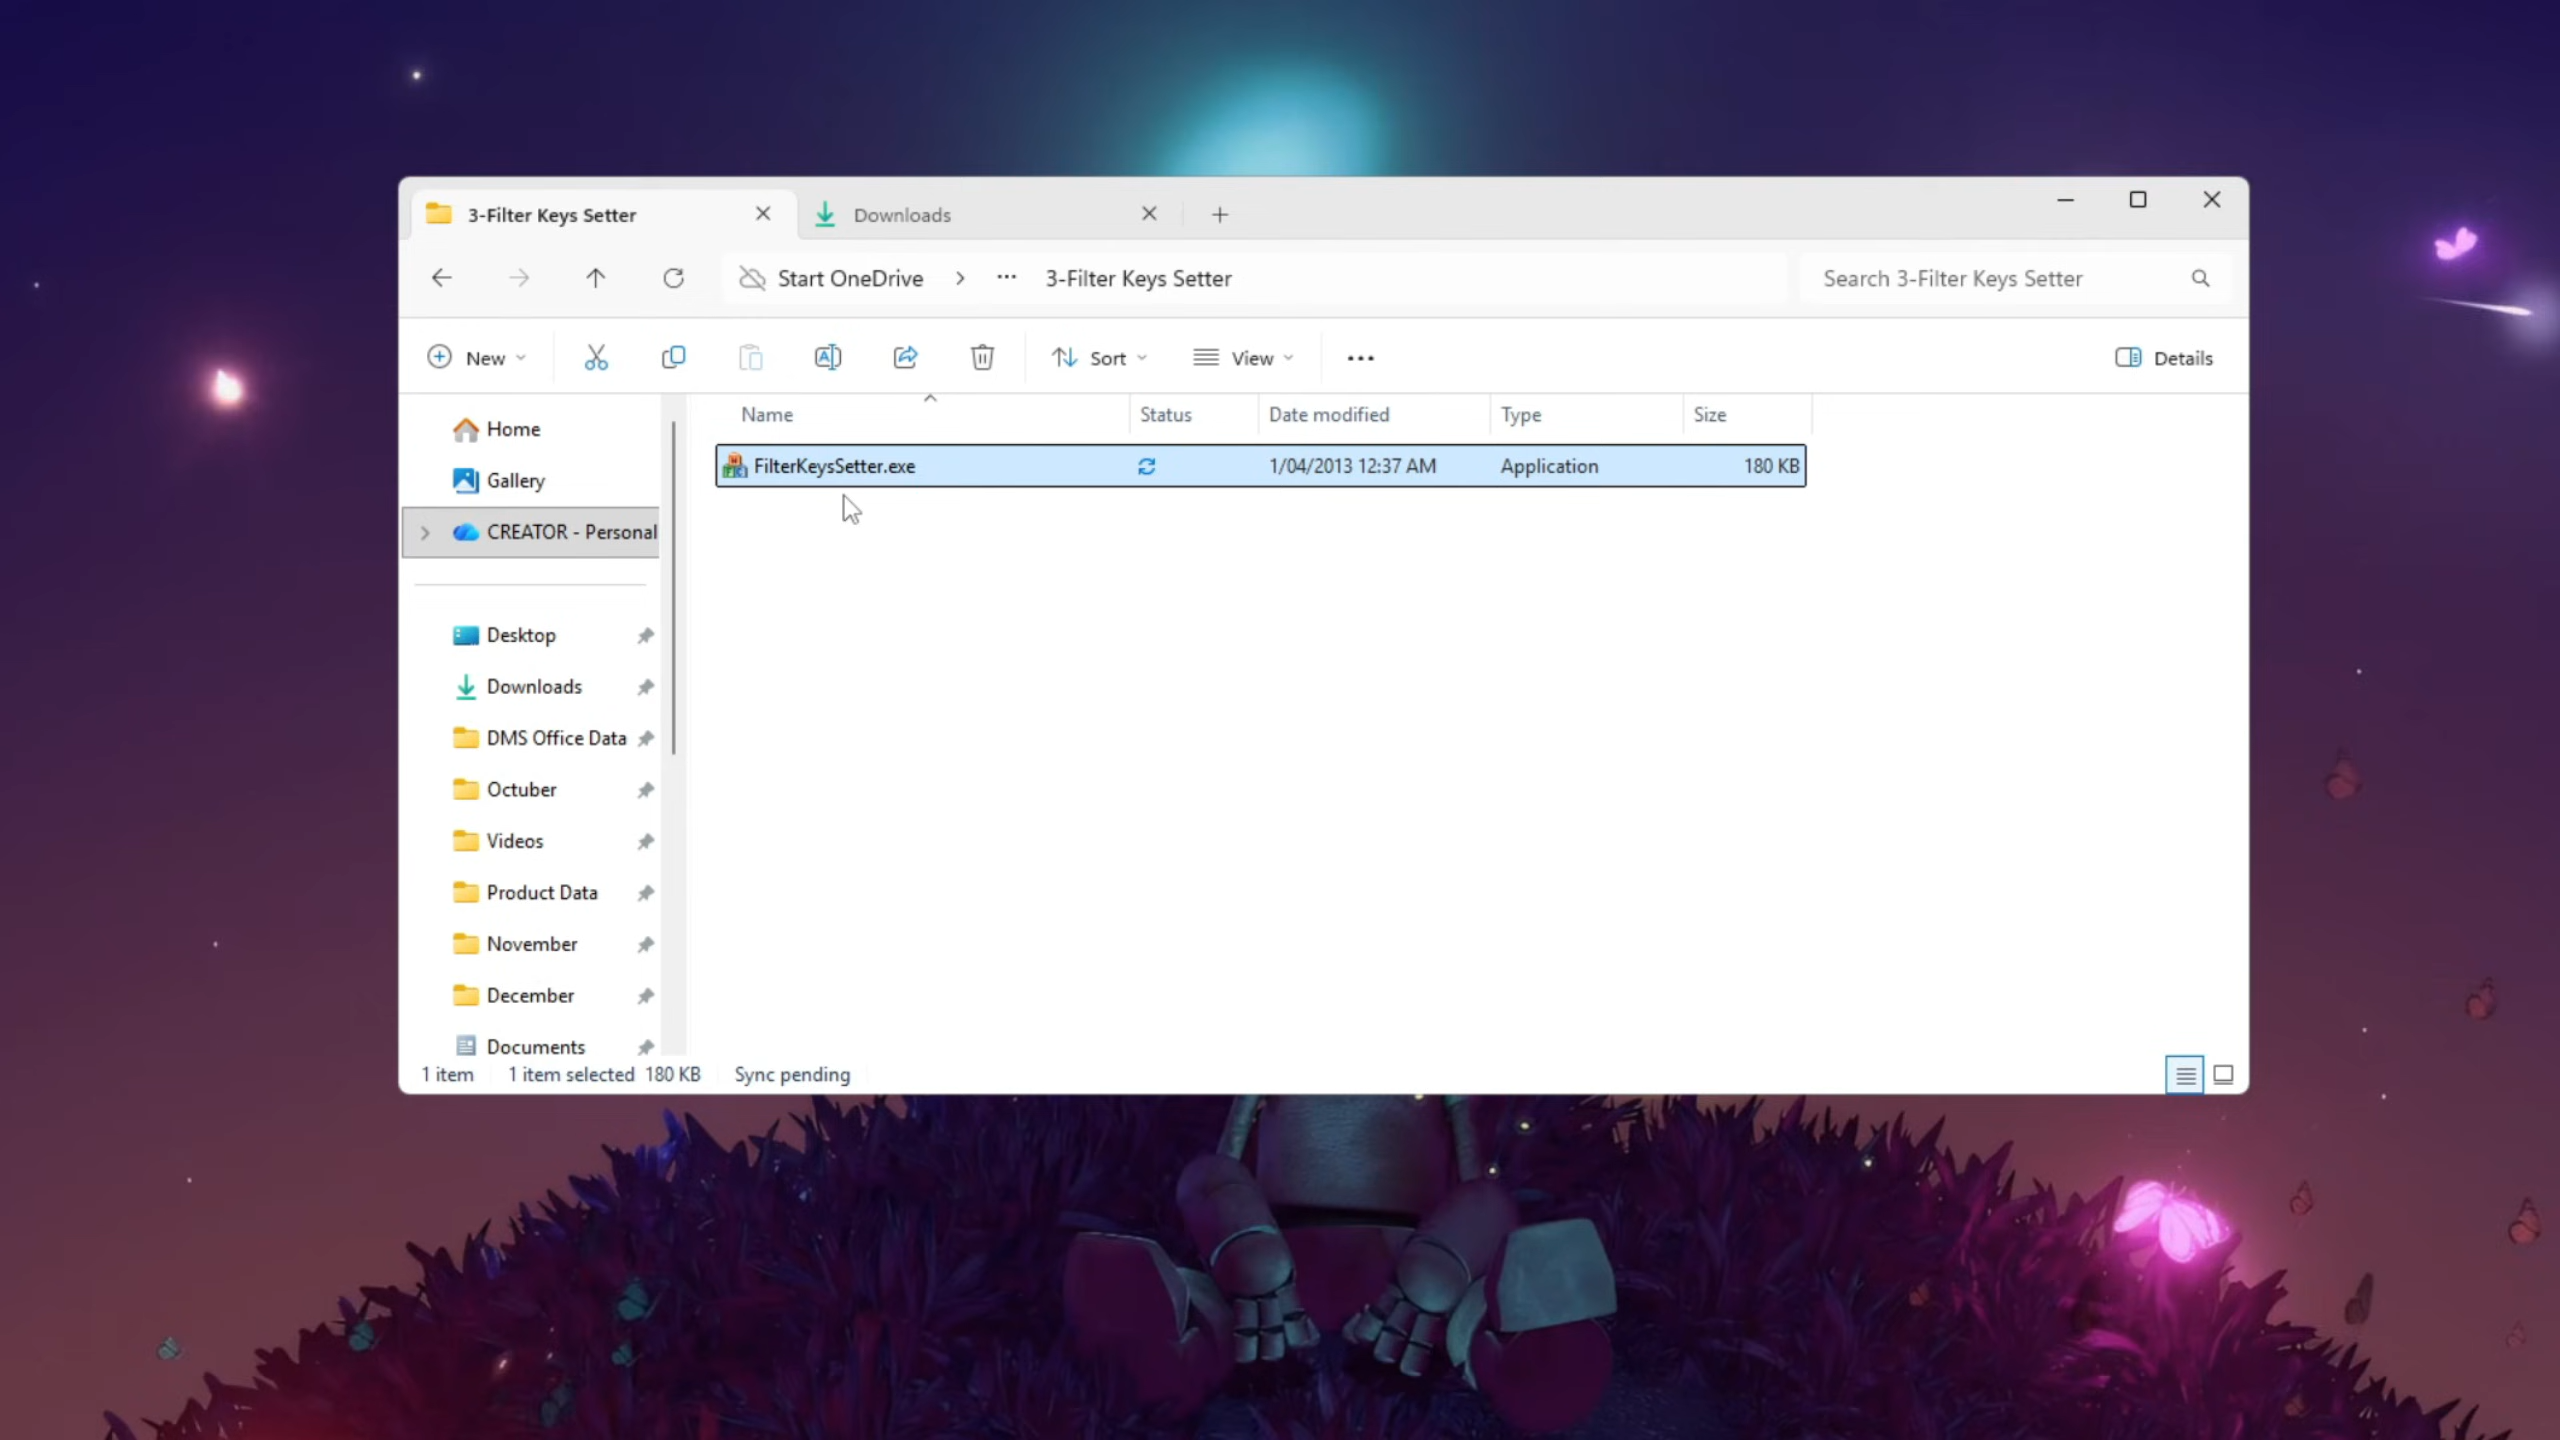 3-Filter Keys Setter
Downloads
Start OneDrive
3-Filter Keys Setter
Search 3-Filter Keys Setter
New
Sort
View
Details
Name
Status
Date modified
Type
Size
FilterKeysSetter.exe
1/04/2013 12:37 AM
Application
180 KB
Home
Gallery
CREATOR - Personal
Desktop
Downloads
DMS Office Data
Octuber
Videos
Product Data
November
December
Documents
1 item
1 item selected 180 KB
Sync pending